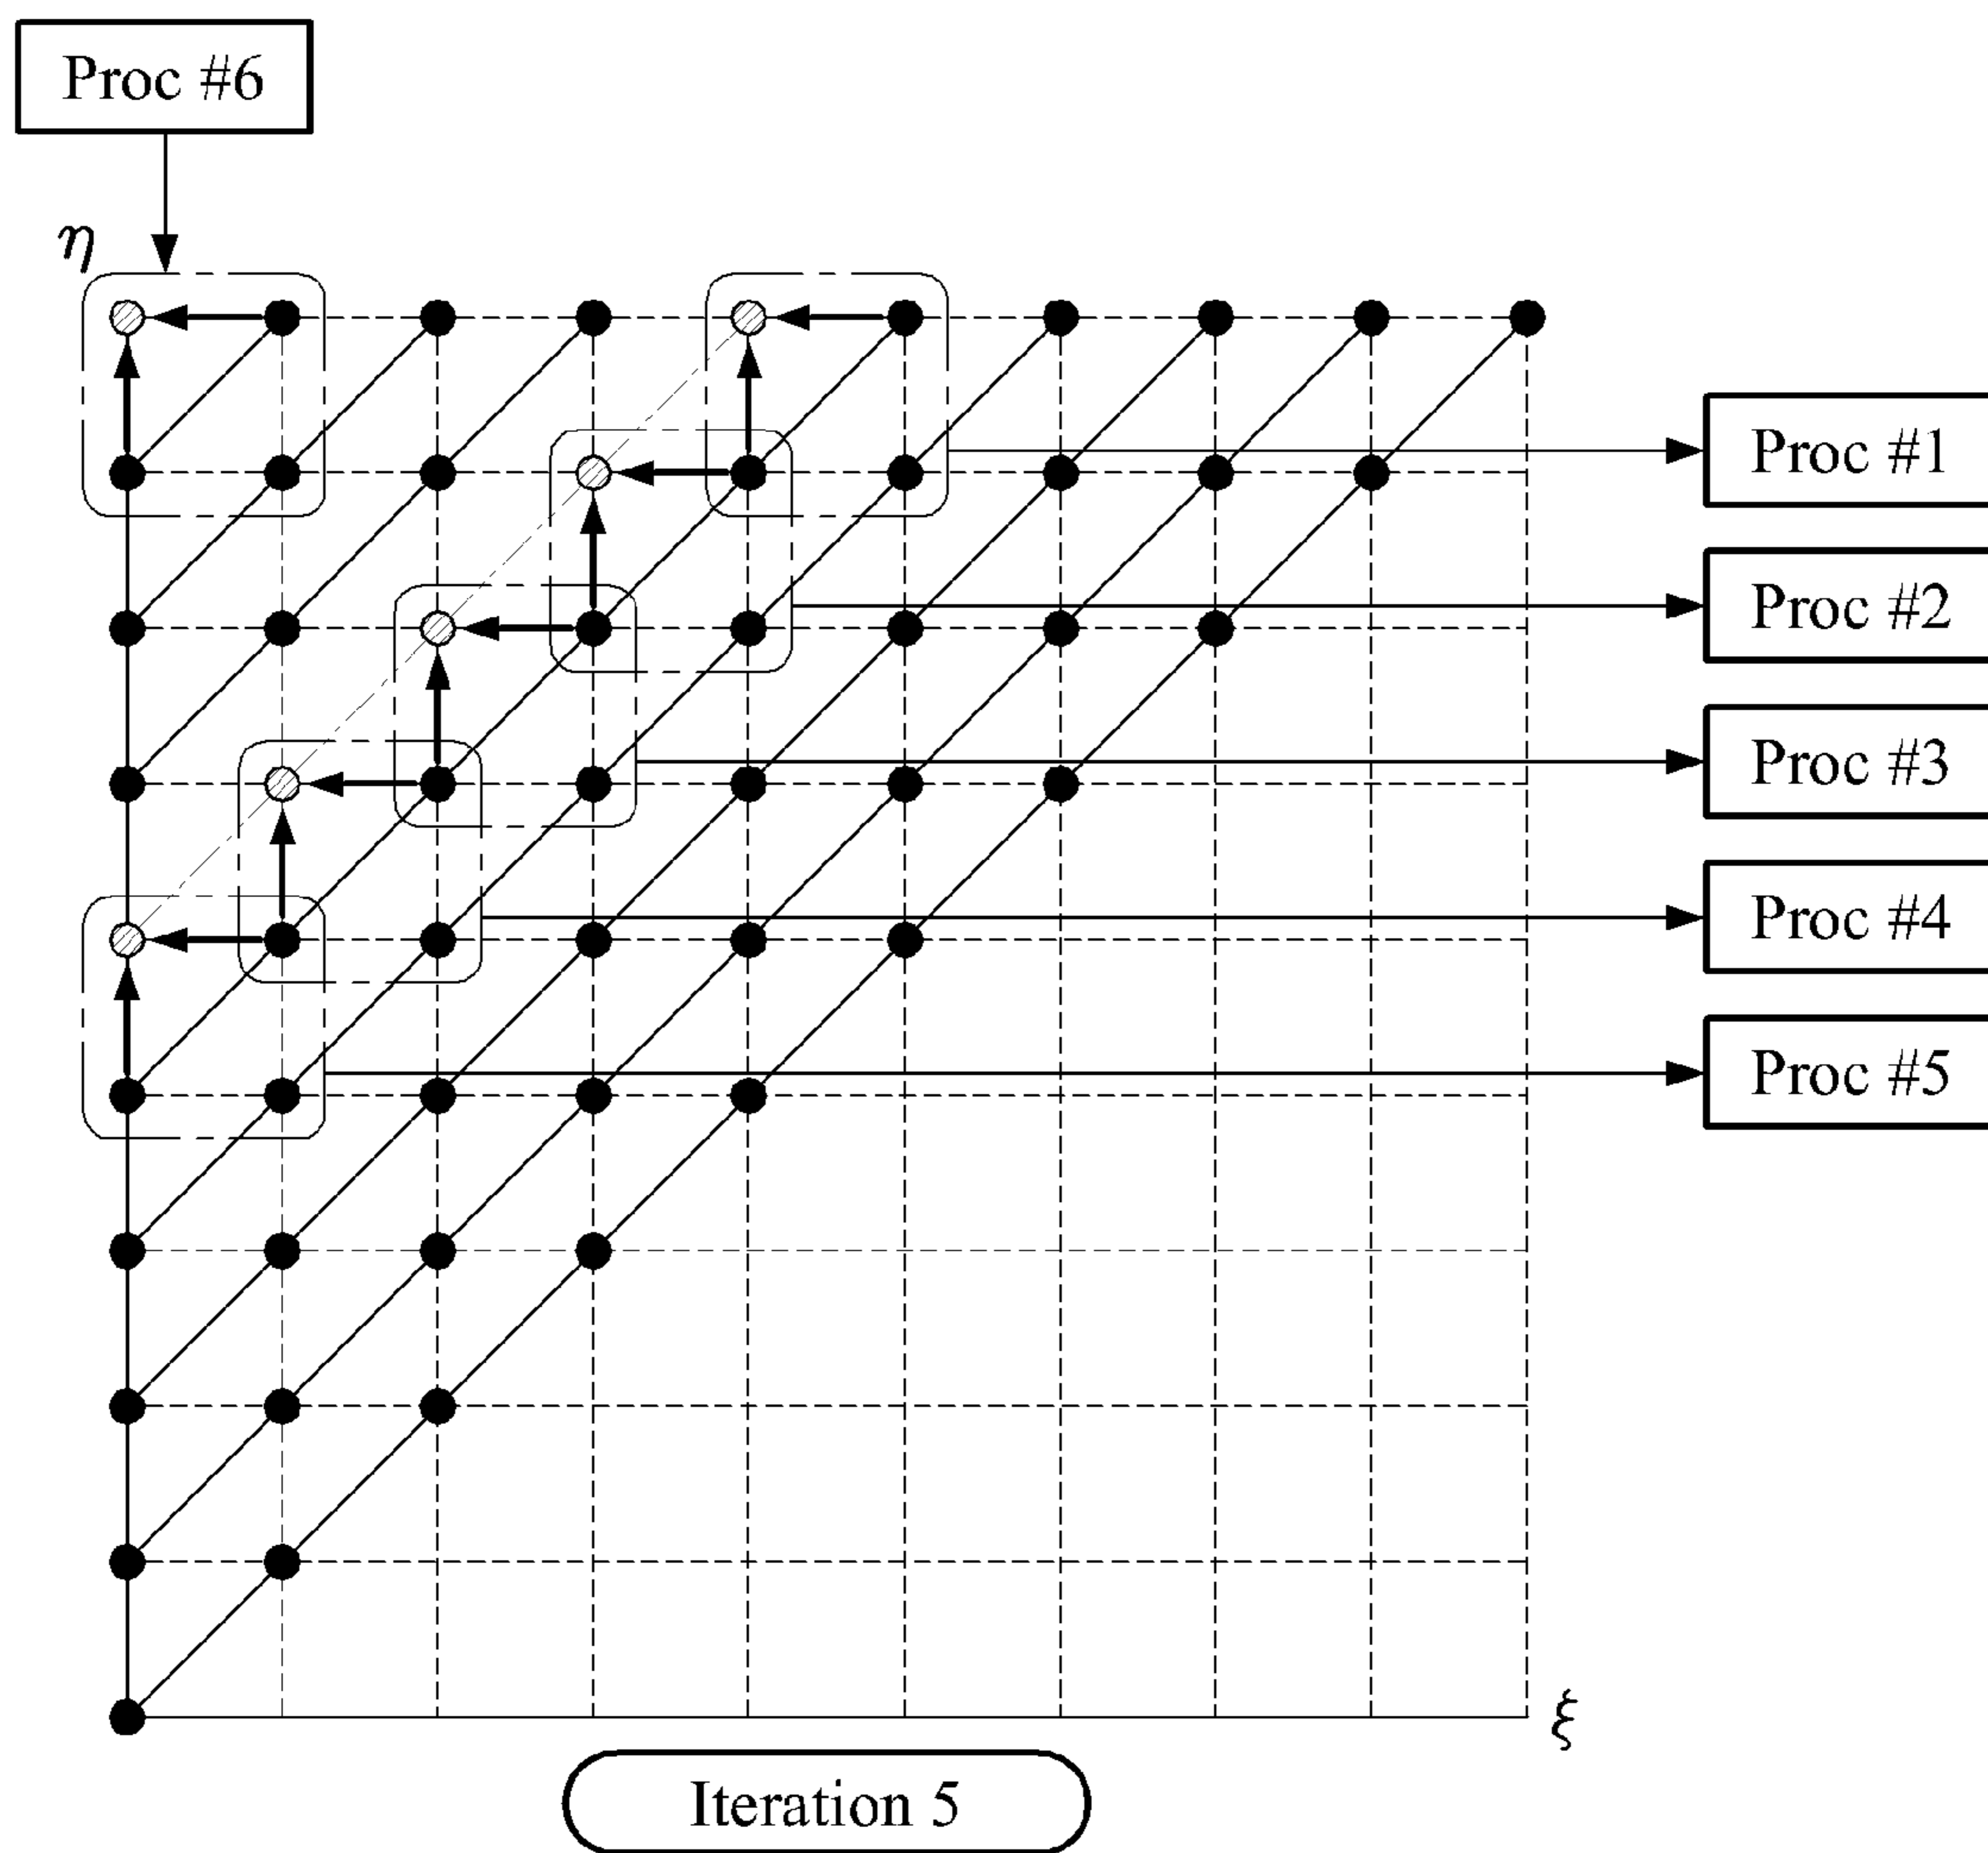 Proc #6
η
Proc #1
Proc #2
Proc #3
Proc #4
Proc #5
ξ
Iteration 5